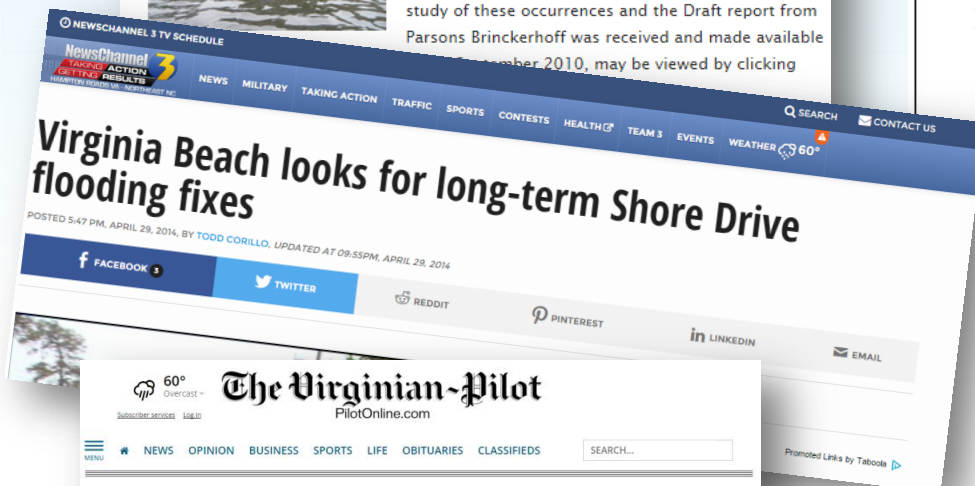 study of these occurrences and the Draft report from
Parsons Brinckerhoff was received and made available
2010, may be viewed by clicking
NEWSCHANNEL 3 TV SCHEDULE
SEARCH
CONTACT US
NewsChannel 3
TAKING ACTION
GETTING RESULTS
HAMPTON ROADS VA - NORTHEAST NC
NEWS MILITARY TAKING ACTION TRAFFIC SPORTS CONTESTS HEALTH TEAM 3 EVENTS WEATHER 60°
Virginia Beach looks for long-term Shore Drive
flooding fixes
POSTED 5:47 PM, APRIL 29, 2014, BY TODD CORILLO, UPDATED AT 09:55PM, APRIL 29, 2014
FACEBOOK 3 TWITTER REDDIT PINTEREST LINKEDIN EMAIL
Promoted Links by Taboola
60°
Overcast
Subscriber services Log in
The Virginian-Pilot
PilotOnline.com
MENU NEWS OPINION BUSINESS SPORTS LIFE OBITUARIES CLASSIFIEDS SEARCH...